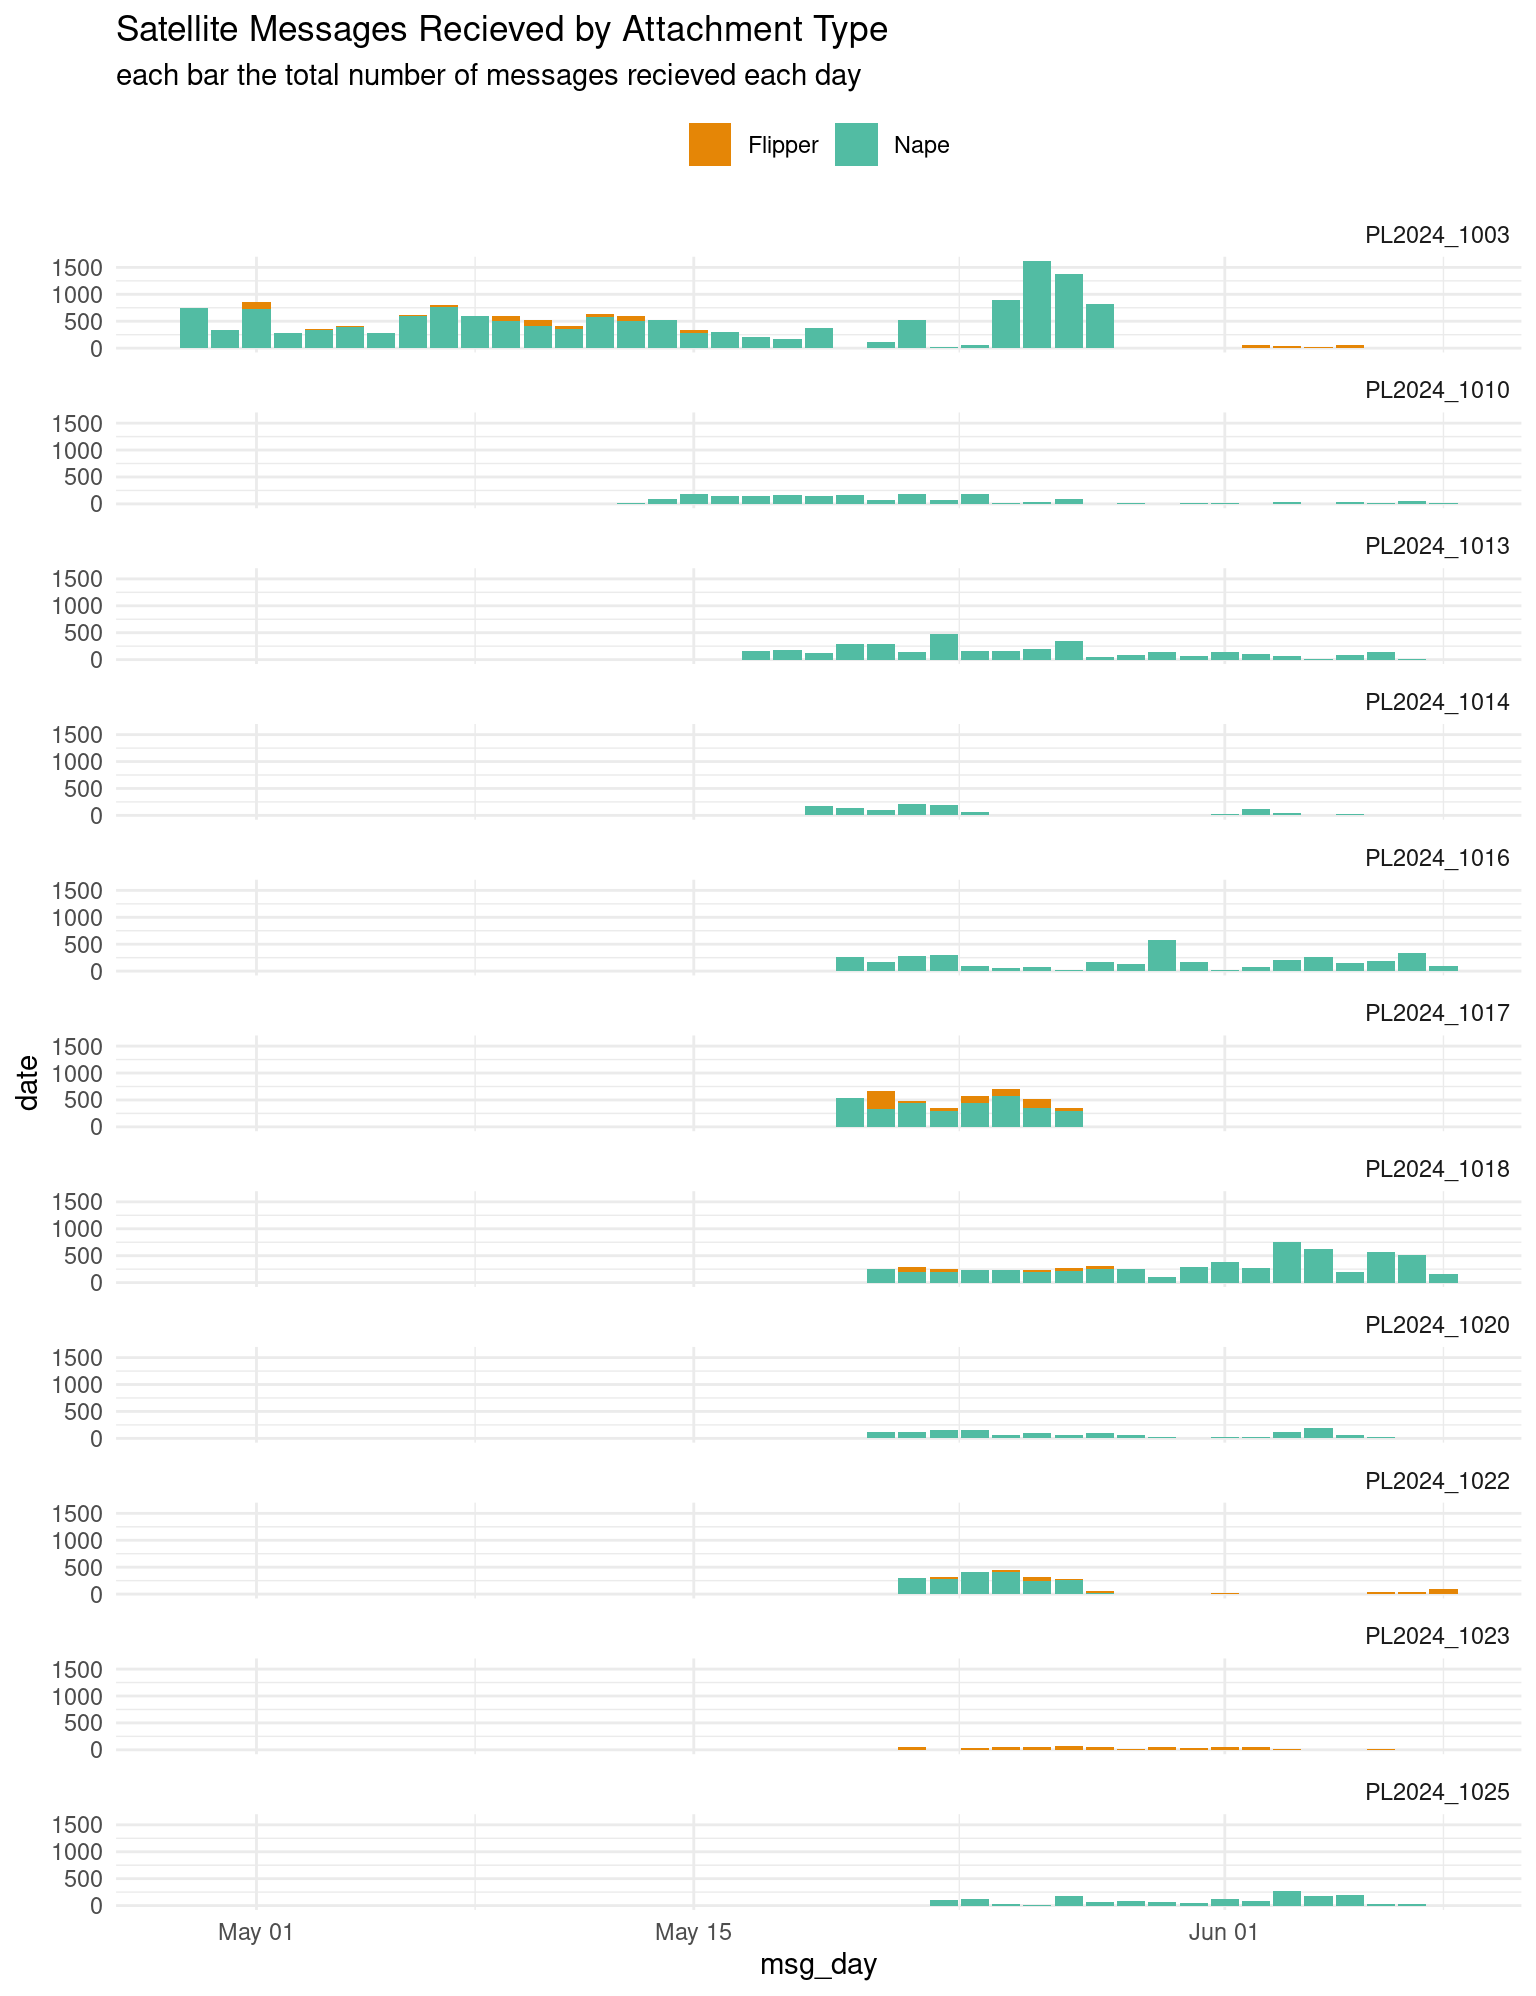 Satellite Messages Recieved by Attachment Type
each bar the total number of messages recieved each day
Flipper Nape
PL2024_1003
1500
1000
500
0
PL2024_1010
1500
1000
500
0
PL2024_1013
1500
1000
500
0
PL2024_1014
1500
1000
500
0
PL2024_1016
1500
1000
500
0
PL2024_1017
1500
1000
500
0
date
PL2024_1018
1500
1000
500
0
PL2024_1020
1500
1000
500
0
PL2024_1022
1500
1000
500
0
PL2024_1023
1500
1000
500
0
PL2024_1025
1500
1000
500
0
May 01 May 15 Jun 01
msg_day